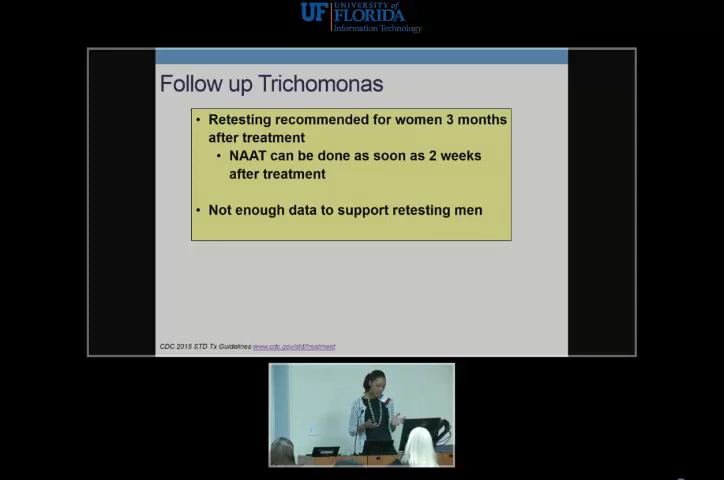 UF UNIVERSITY of
FLORIDA
Information Technology
Follow up Trichomonas
• Retesting recommended for women 3 months
after treatment
• NAAT can be done as soon as 2 weeks
after treatment
• Not enough data to support retesting men
CDC 2015 STD Tx Guidelines www.cdc.gov/std/treatment